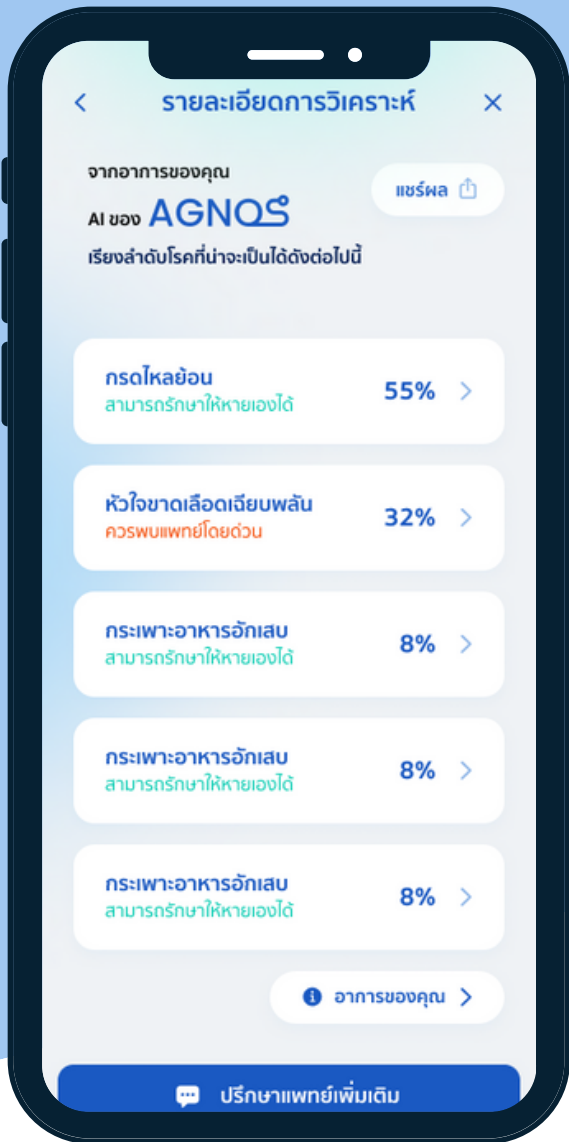 รายละเอียดการวิเคราะห์
จากอาการของคุณ
แชร์ผล
AI ของ AGNOS
เรียงลำดับโรคที่น่าจะเป็นได้ดังต่อไปนี้
กรดไหลย้อน
สามารถรักษาให้หายเองได้
55%
หัวใจขาดเลือดเฉียบพลัน
ควรพบแพทย์โดยด่วน
32%
กระเพาะอาหารอักเสบ
สามารถรักษาให้หายเองได้
8%
กระเพาะอาหารอักเสบ
สามารถรักษาให้หายเองได้
8%
กระเพาะอาหารอักเสบ
สามารถรักษาให้หายเองได้
8%
อาการของคุณ
ปรึกษาแพทย์เพิ่มเติม